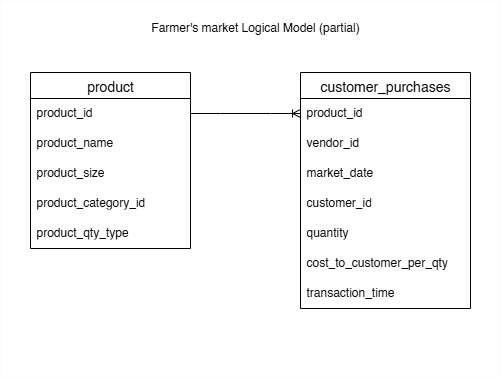 Farmer's market Logical Model (partial)
product
product_id
product_name
product_size
product_category_id
product_qty_type
customer_purchases
product_id
vendor_id
market_date
customer_id
quantity
cost_to_customer_per_qty
transaction_time